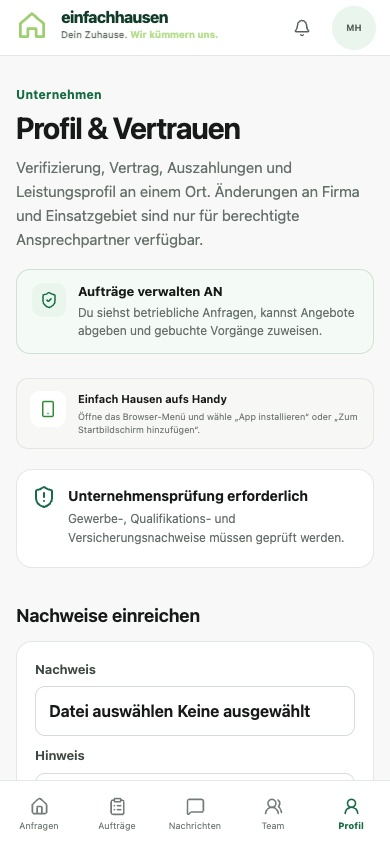 einfachhausen
Dein Zuhause. Wir kümmern uns.
MH
Unternehmen
Profil & Vertrauen
Verifizierung, Vertrag, Auszahlungen und
Leistungsprofil an einem Ort. Änderungen an Firma
und Einsatzgebiet sind nur für berechtigte
Ansprechpartner verfügbar.
Aufträge verwalten AN
Du siehst betriebliche Anfragen, kannst Angebote
abgeben und gebuchte Vorgänge zuweisen.
Einfach Hausen aufs Handy
Öffne das Browser-Menü und wähle „App installieren“ oder „Zum
Startbildschirm hinzufügen“.
Unternehmensprüfung erforderlich
Gewerbe-, Qualifikations- und
Versicherungsnachweise müssen geprüft werden.
Nachweise einreichen
Nachweis
Datei auswählen Keine ausgewählt
Hinweis
Anfragen Aufträge Nachrichten Team Profil